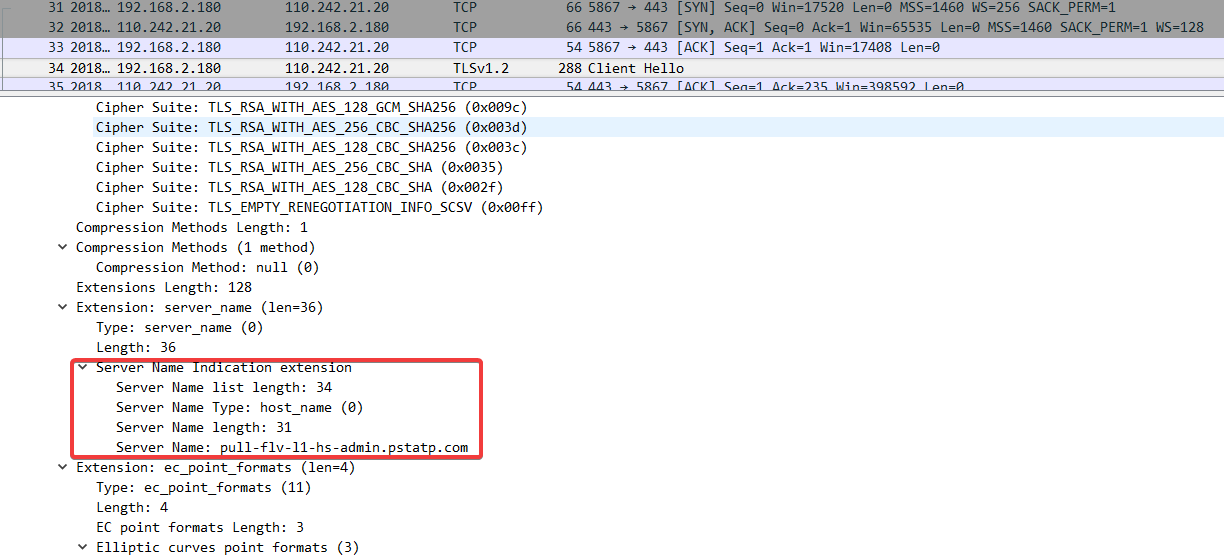 31 2018… 192.168.2.180 110.242.21.20 TCP 66 5867 → 443 [SYN] Seq=0 Win=17520 Len=0 MSS=1460 WS=256 SACK_PERM=1
32 2018… 110.242.21.20 192.168.2.180 TCP 66 443 → 5867 [SYN, ACK] Seq=0 Ack=1 Win=65535 Len=0 MSS=1460 SACK_PERM=1 WS=128
33 2018… 192.168.2.180 110.242.21.20 TCP 54 5867 → 443 [ACK] Seq=1 Ack=1 Win=17408 Len=0
34 2018… 192.168.2.180 110.242.21.20 TLSv1.2 288 Client Hello
35 2018… 110.242.21.20 192.168.2.180 TCP 54 443 → 5867 [ACK] Seq=1 Ack=235 Win=398592 Len=0
Cipher Suite: TLS_RSA_WITH_AES_128_GCM_SHA256 (0x009c)
Cipher Suite: TLS_RSA_WITH_AES_256_CBC_SHA256 (0x003d)
Cipher Suite: TLS_RSA_WITH_AES_128_CBC_SHA256 (0x003c)
Cipher Suite: TLS_RSA_WITH_AES_256_CBC_SHA (0x0035)
Cipher Suite: TLS_RSA_WITH_AES_128_CBC_SHA (0x002f)
Cipher Suite: TLS_EMPTY_RENEGOTIATION_INFO_SCSV (0x00ff)
Compression Methods Length: 1
Compression Methods (1 method)
Compression Method: null (0)
Extensions Length: 128
Extension: server_name (len=36)
Type: server_name (0)
Length: 36
Server Name Indication extension
Server Name list length: 34
Server Name Type: host_name (0)
Server Name length: 31
Server Name: pull-flv-l1-hs-admin.pstatp.com
Extension: ec_point_formats (len=4)
Type: ec_point_formats (11)
Length: 4
EC point formats Length: 3
Elliptic curves point formats (3)